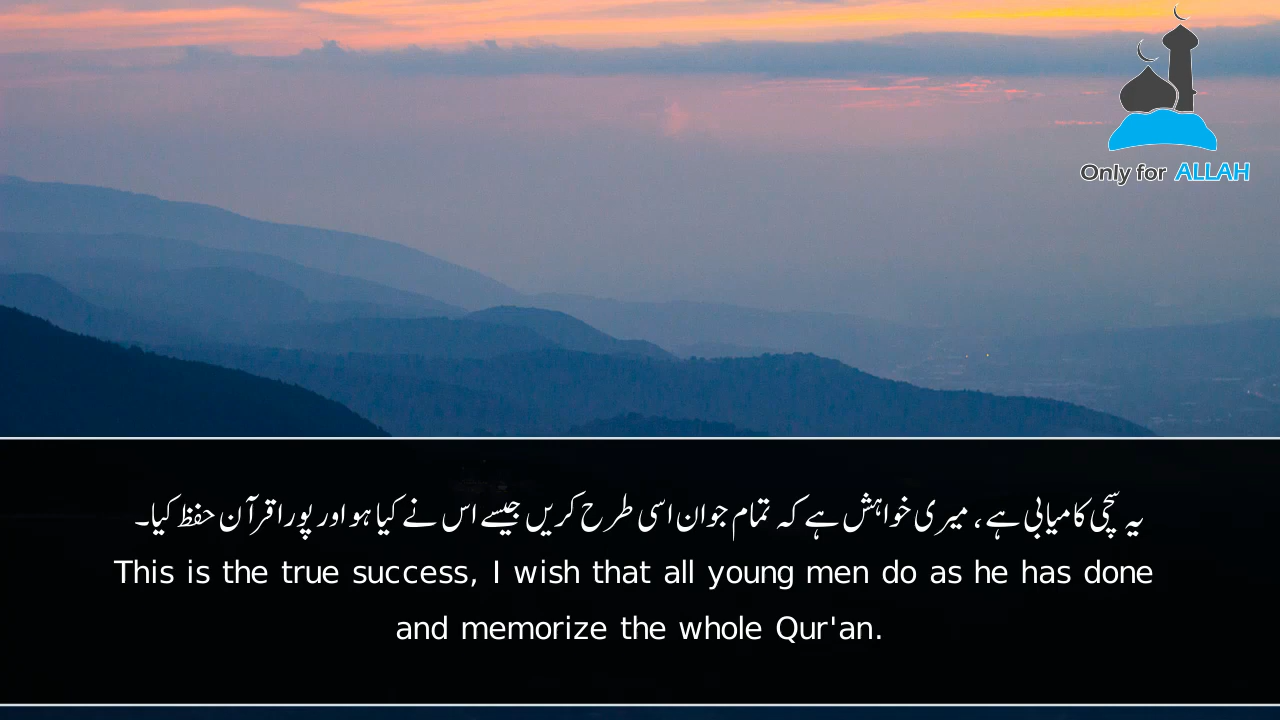 Only for ALLAH
یہ سچی کامیابی ہے ، میری خواہش ہے کہ تمام جوان اسی طرح کریں جیسے اس نے کیا ہو اور پورا قرآن حفظ کیا۔
This is the true success, I wish that all young men do as he has done
and memorize the whole Qur'an.